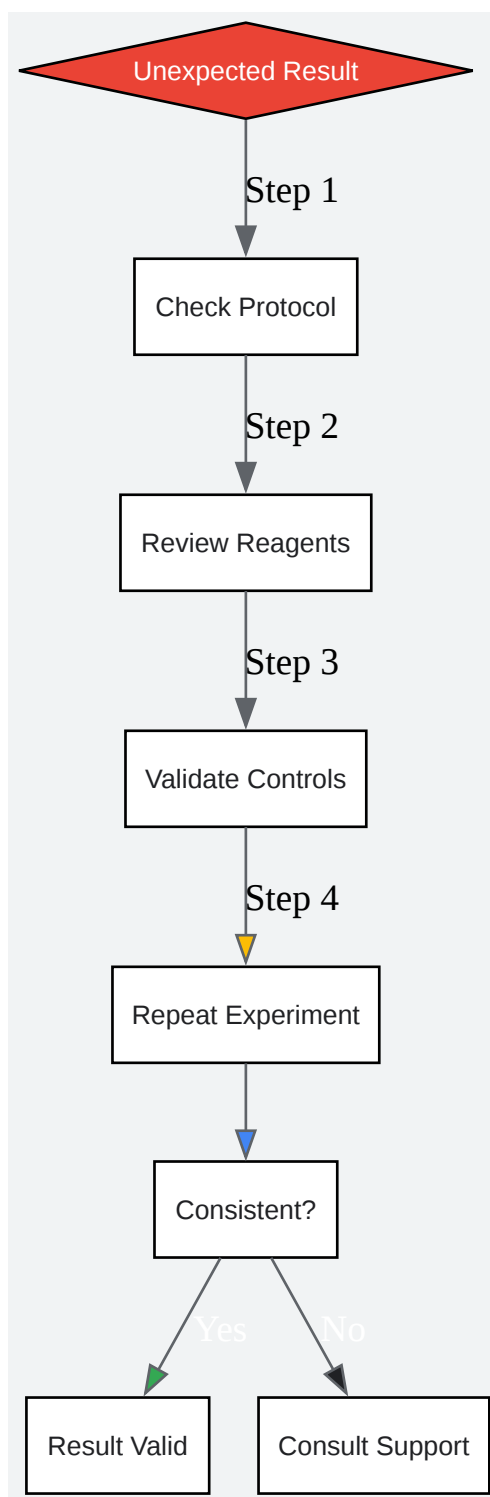 Unexpected Result
Step 1
Check Protocol
Step 2
Review Reagents
Step 3
Validate Controls
Step 4
Repeat Experiment
Consistent?
Yes
No
Result Valid
Consult Support